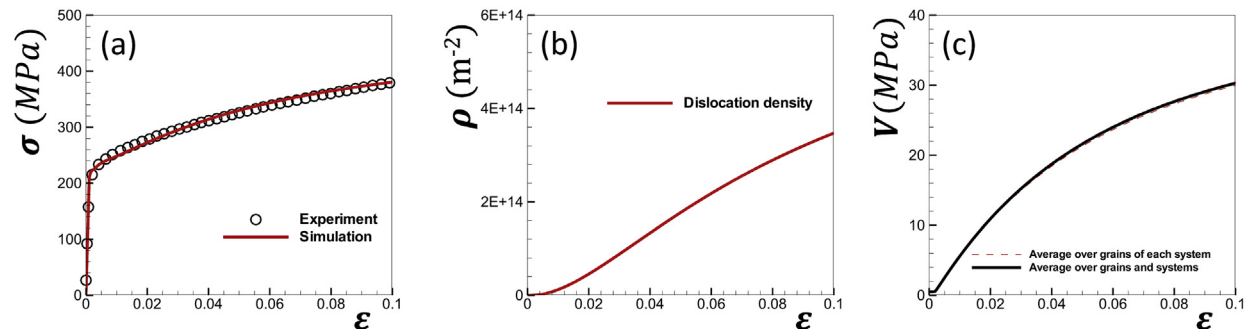 (a)
σ (MPa)
500
400
300
200
100
0
Experiment
Simulation
0 0.02 0.04 0.06 0.08 0.1
ε
(b)
ρ (m⁻²)
6E+14
4E+14
2E+14
0
Dislocation density
0 0.02 0.04 0.06 0.08 0.1
ε
(c)
V(MPa)
40
30
20
10
0
Average over grains of each system
Average over grains and systems
0 0.02 0.04 0.06 0.08 0.1
ε